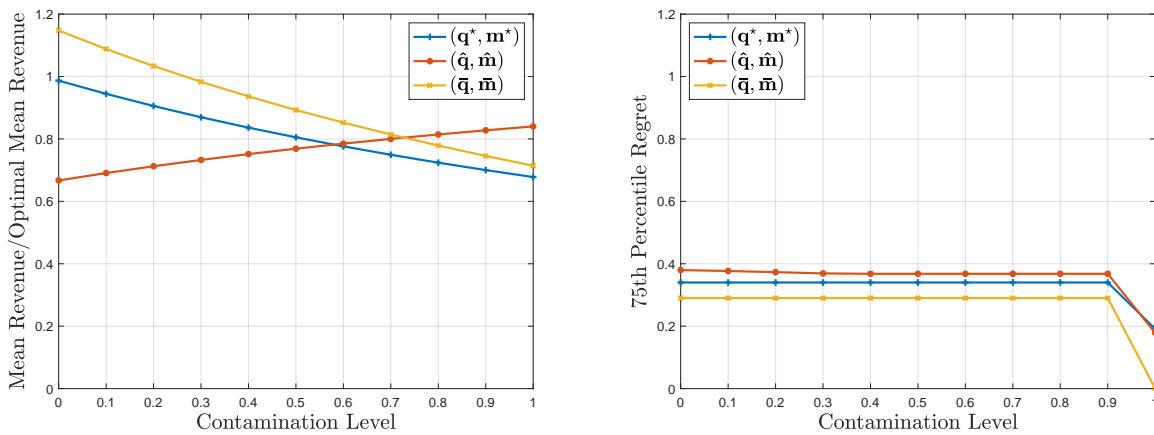 Mean Revenue/Optimal Mean Revenue
1.2
1
0.8
0.6
0.4
0.2
0
(q⋆, m⋆)
(q̂, m̂)
(q̄, m̄)
0 0.1 0.2 0.3 0.4 0.5 0.6 0.7 0.8 0.9 1
Contamination Level
75th Percentile Regret
1.2
1
0.8
0.6
0.4
0.2
0
(q⋆, m⋆)
(q̂, m̂)
(q̄, m̄)
0 0.1 0.2 0.3 0.4 0.5 0.6 0.7 0.8 0.9 1
Contamination Level